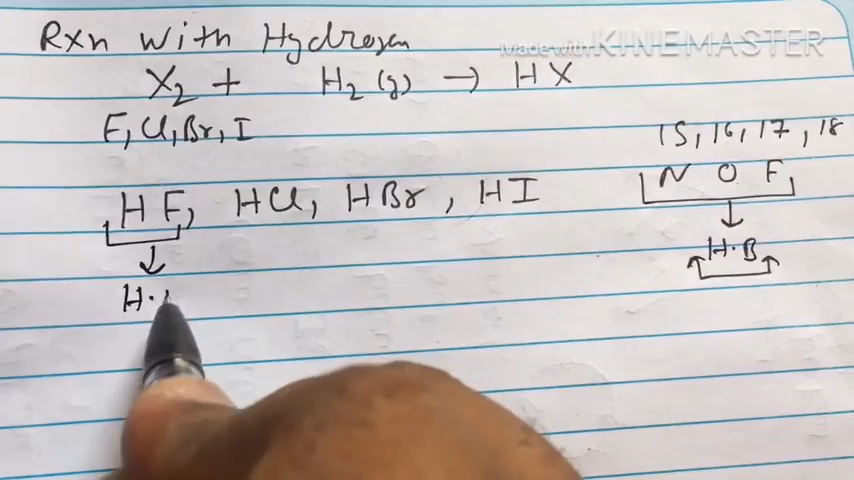 Rxn with Hydrogen
Made with KINEMASTER
X2 + H2 (g) → HX
F, Cl, Br, I
15, 16, 17, 18
N O F,
HF, HCl, HBr, HI
H·B
H·